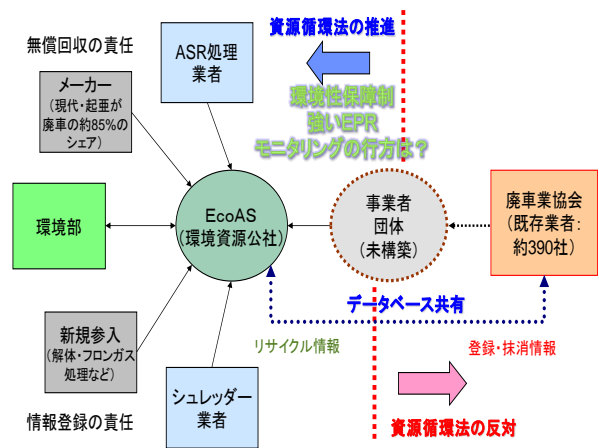 資源循環法の推進
無償回収の責任
ASR処理
業者
メーカー
(現代・起亜が
廃車の約85%の
シェア)
環境性保障制
強いEPR
モニタリングの行方は？
環境部
EcoAS
(環境資源公社)
事業者
団体
(未構築)
廃車業協会
(既存業者：
約390社)
データベース共有
新規参入
(解体・フロンガス
処理など)
リサイクル情報
登録・抹消情報
シュレッダー
業者
情報登録の責任
資源循環法の反対